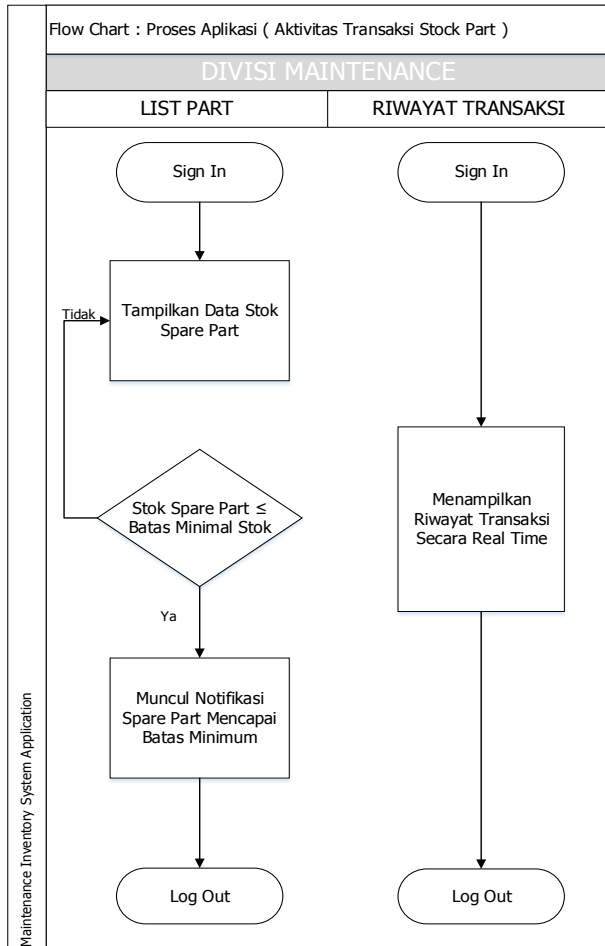 Flow Chart : Proses Aplikasi ( Aktivitas Transaksi Stock Part )
DIVISI MAINTENANCE
LIST PART
RIWAYAT TRANSAKSI
Sign In
Sign In
Tampilkan Data Stok
Spare Part
Tidak
Stok Spare Part ≤
Batas Minimal Stok
Menampilkan
Riwayat Transaksi
Secara Real Time
Ya
Muncul Notifikasi
Spare Part Mencapai
Batas Minimum
Log Out
Log Out
Maintenance Inventory System Application